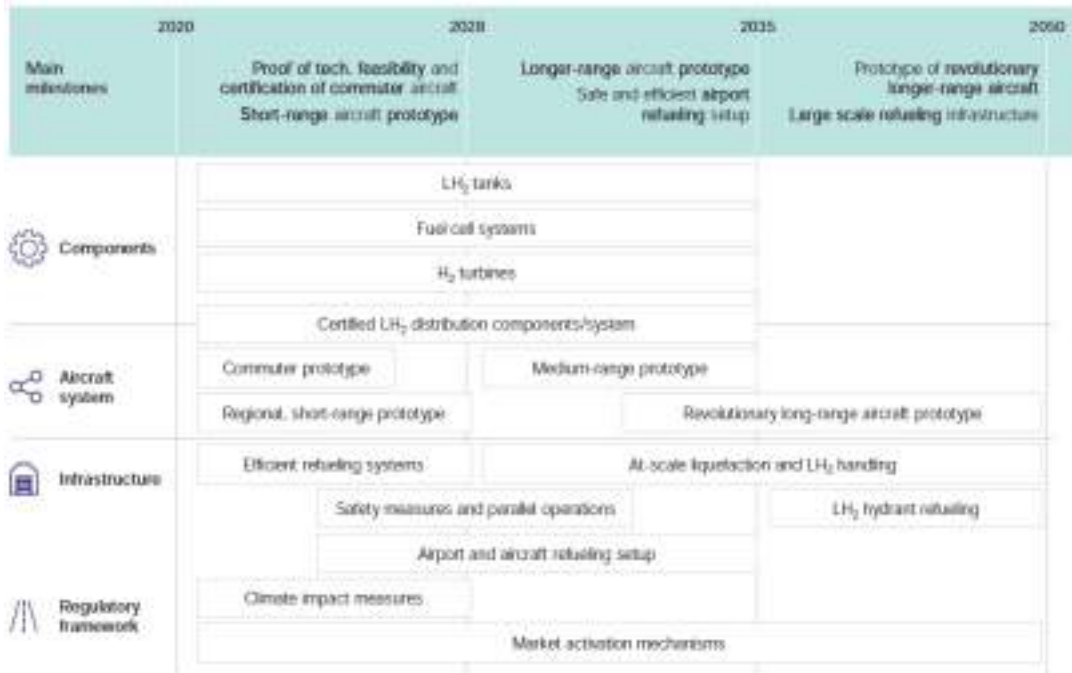 2020 2028 2035 2050
Main
milestones
Proof of tech. feasibility and
certification of commuter aircraft
Short-range aircraft prototype
Longer-range aircraft prototype
Safe and efficient airport
refueling setup
Prototype of revolutionary
longer-range aircraft
Large scale refueling infrastructure
Components
LH₂ tanks
Fuel cell systems
H₂ turbines
Certified LH₂ distribution components/system
Aircraft
system
Commuter prototype
Medium-range prototype
Regional, short-range prototype
Revolutionary long-range aircraft prototype
Infrastructure
Efficient refueling systems
At-scale liquefaction and LH₂ handling
Safety measures and parallel operations
LH₂ hydrant refueling
Airport and aircraft refueling setup
Regulatory
framework
Climate impact measures
Market activation mechanisms